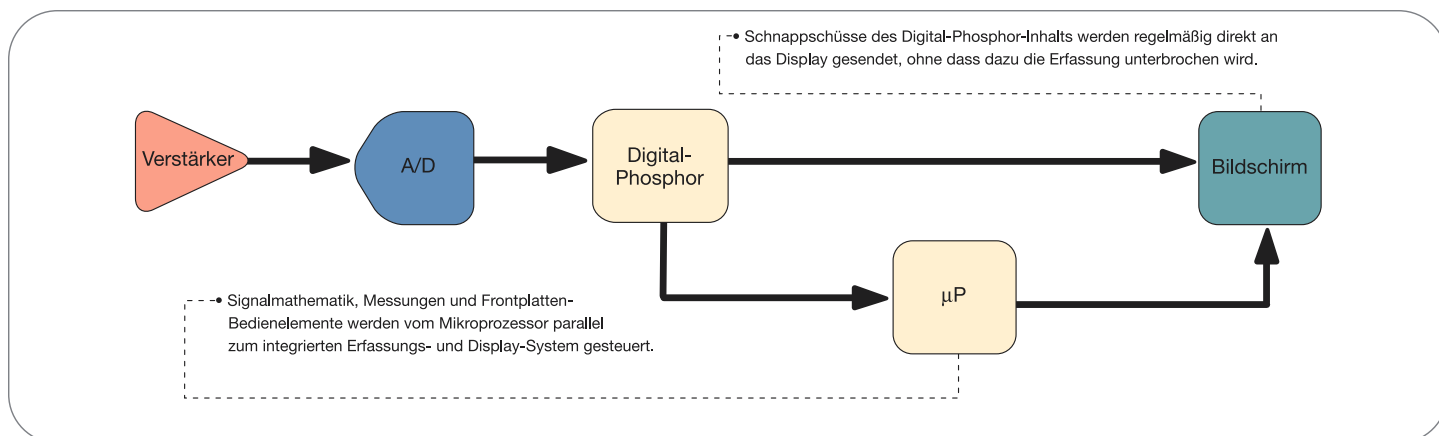 • Schnappschüsse des Digital-Phosphor-Inhalts werden regelmäßig direkt an
das Display gesendet, ohne dass dazu die Erfassung unterbrochen wird.
Verstärker
A/D
Digital-
Phosphor
Bildschirm
µP
• Signalmathematik, Messungen und Frontplatten-
Bedienelemente werden vom Mikroprozessor parallel
zum integrierten Erfassungs- und Display-System gesteuert.